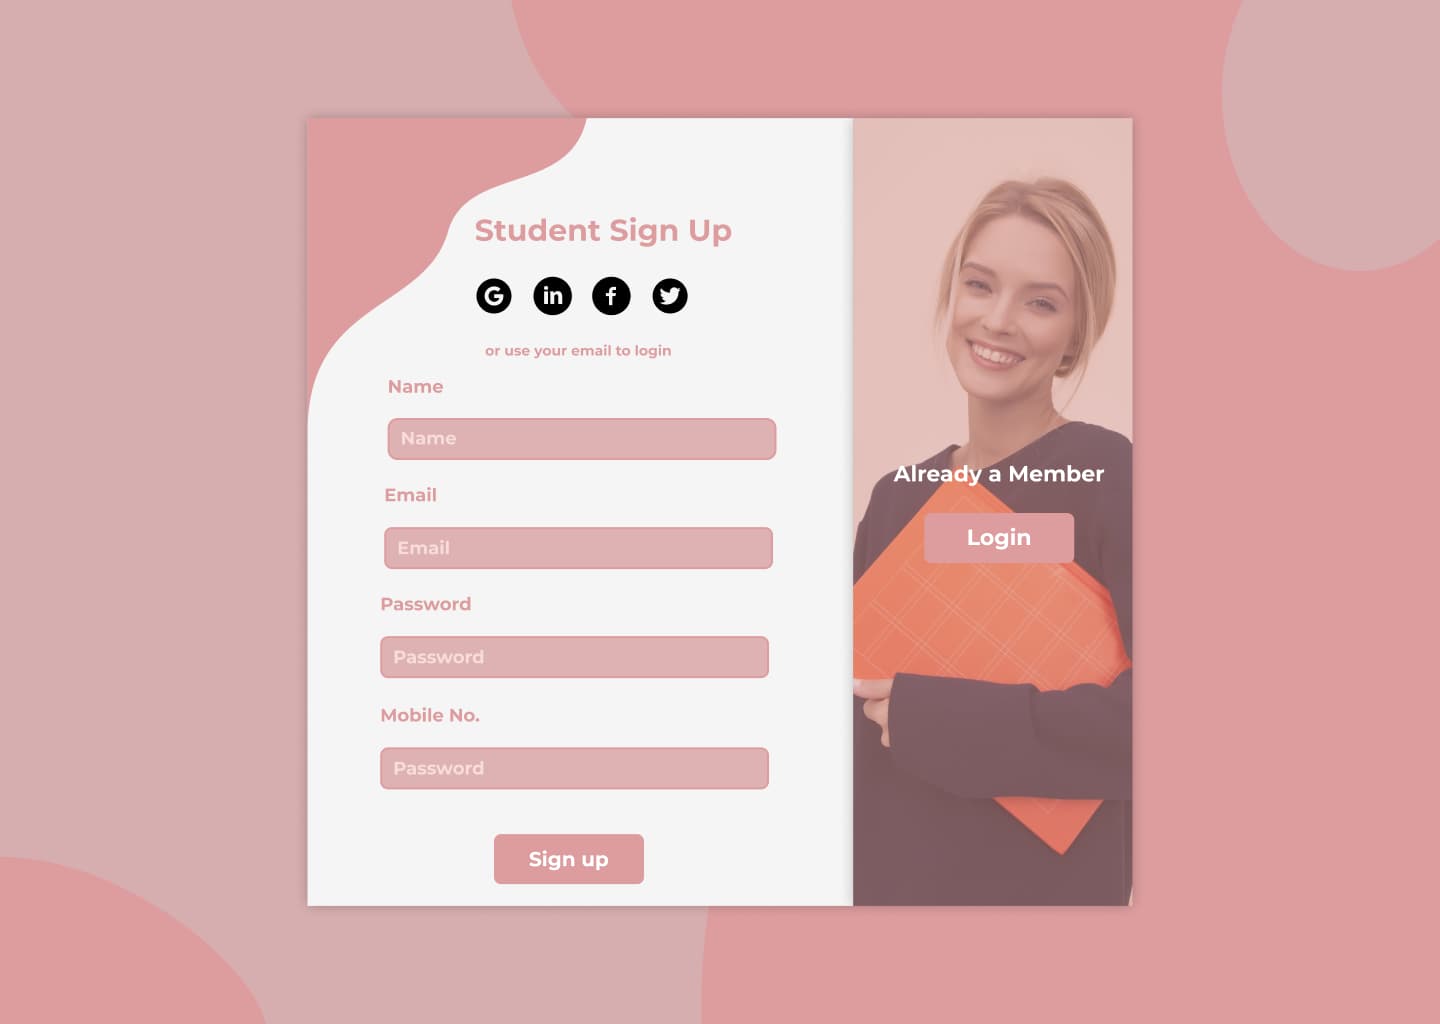 Student Sign Up
G in f
or use your email to login
Name
Name
Email
Email
Password
Password
Mobile No.
Password
Sign up
Already a Member
Login